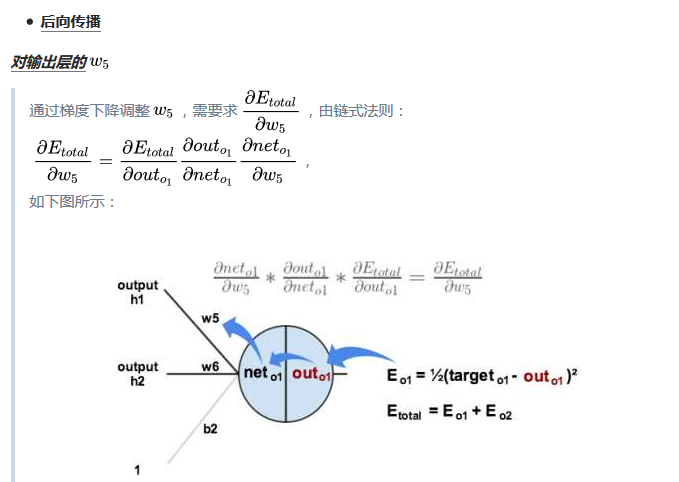 • 后向传播
对输出层的 w₅
通过梯度下降调整 w₅ ，需要求 ∂E_total/∂w₅ ，由链式法则：
∂E_total/∂w₅ = ∂E_total/∂out_o₁ ∂out_o₁/∂net_o₁ ∂net_o₁/∂w₅ ，
如下图所示：
∂net_o1/∂w5 * ∂out_o1/∂net_o1 * ∂E_total/∂out_o1 = ∂E_total/∂w5
output
h1
w5
output
h2
w6
net o1
out o1
E o1 = ½(target o1 - out o1 )²
E total = E o1 + E o2
b2
1